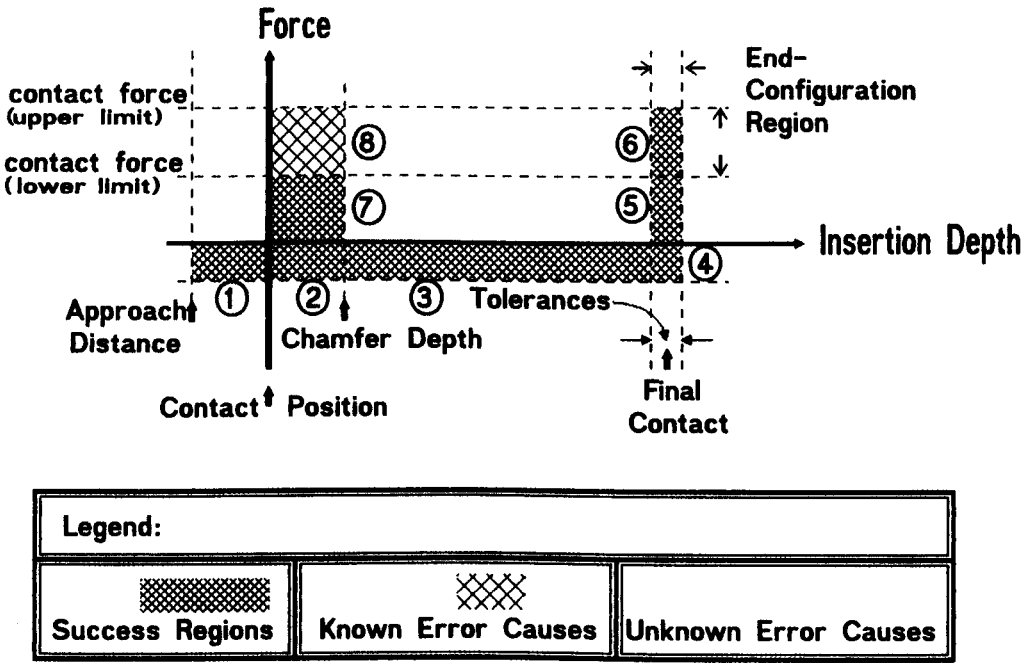 Force
contact force
(upper limit)
contact force
(lower limit)
End-
Configuration
Region
⑧
⑥
⑦
⑤
Insertion Depth
④
①
②
③
Tolerances
Approach
Distance
Chamfer Depth
Contact Position
Final
Contact
Legend:
Success Regions
Known Error Causes
Unknown Error Causes